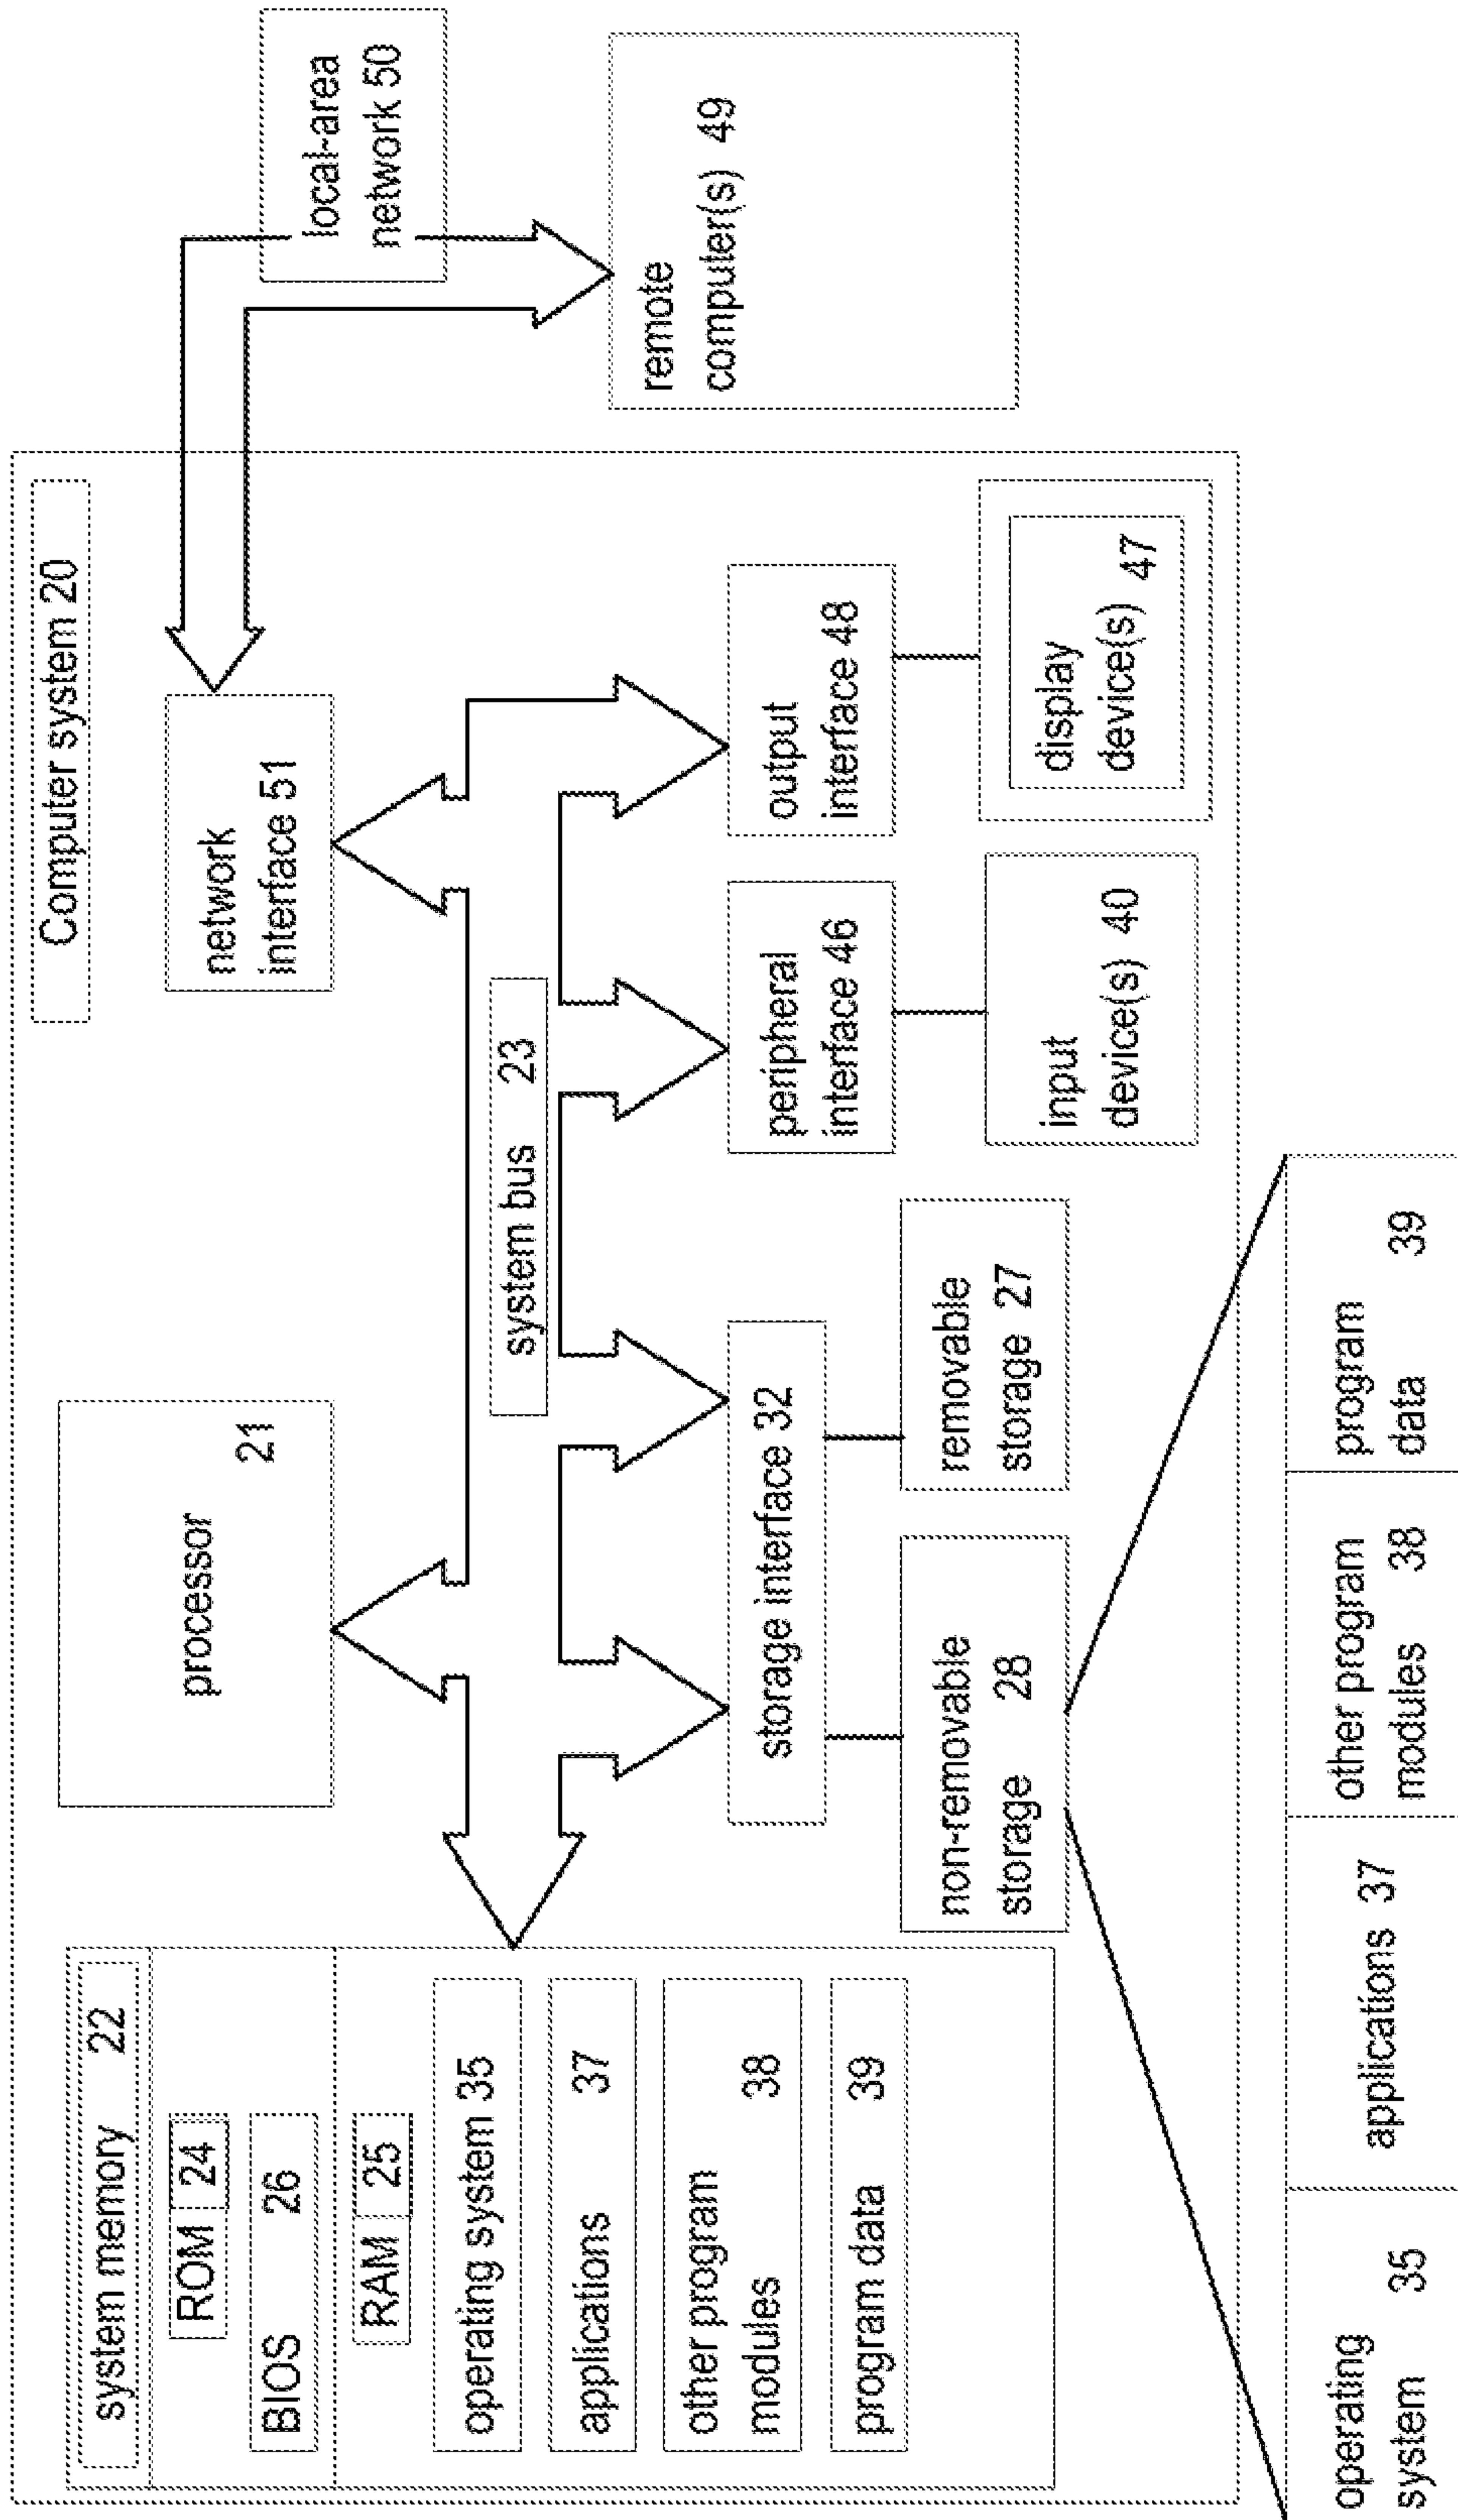 Computer system 20
system memory 22
ROM 24
BIOS 26
RAM 25
operating system 35
applications 37
other program
modules 38
program data 39
processor
21
network
interface 51
local-area
network 50
system bus 23
storage interface 32
peripheral
interface 46
output
interface 48
remote
computer(s) 49
non-removable
storage 28
removable
storage 27
input
device(s) 40
display
device(s) 47
operating
system 35
applications 37
other program
modules 38
program
data 39